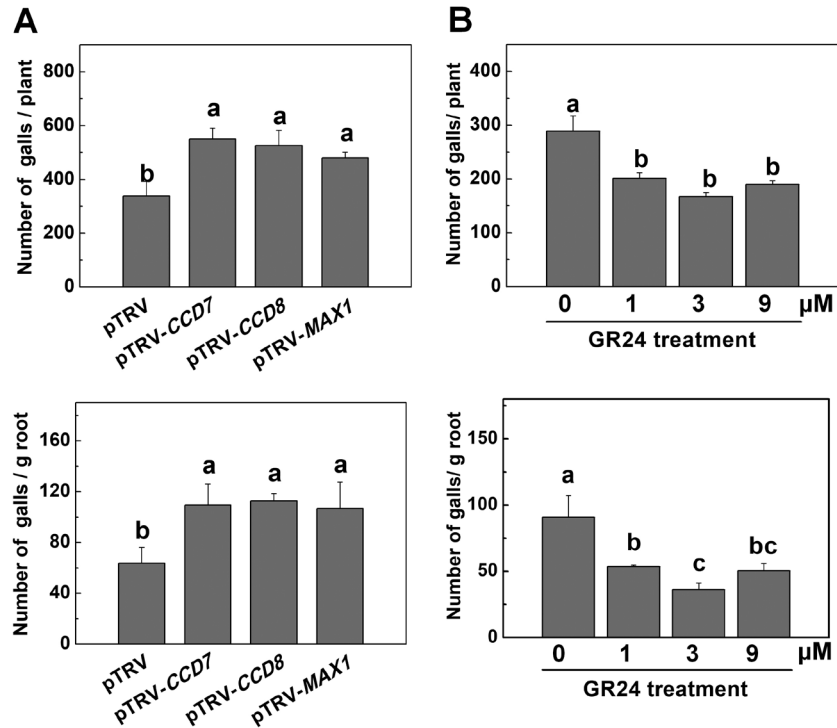 A
Number of galls / plant
800
600
400
200
0
b
a
a
a
pTRV
pTRV-CCD7
pTRV-CCD8
pTRV-MAX1
B
Number of galls/ plant
400
300
200
100
0
a
b
b
b
0 1 3 9 μM
GR24 treatment
Number of galls / g root
160
120
80
40
0
b
a
a
a
pTRV
pTRV-CCD7
pTRV-CCD8
pTRV-MAX1
Number of galls/ g root
150
100
50
0
a
b
c
bc
0 1 3 9 μM
GR24 treatment